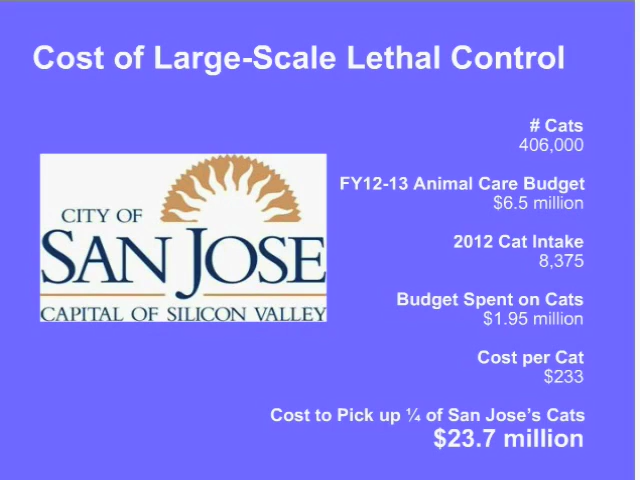 Cost of Large-Scale Lethal Control
CITY OF
SAN JOSE
CAPITAL OF SILICON VALLEY
# Cats
406,000
FY12-13 Animal Care Budget
$6.5 million
2012 Cat Intake
8,375
Budget Spent on Cats
$1.95 million
Cost per Cat
$233
Cost to Pick up ¼ of San Jose's Cats
$23.7 million